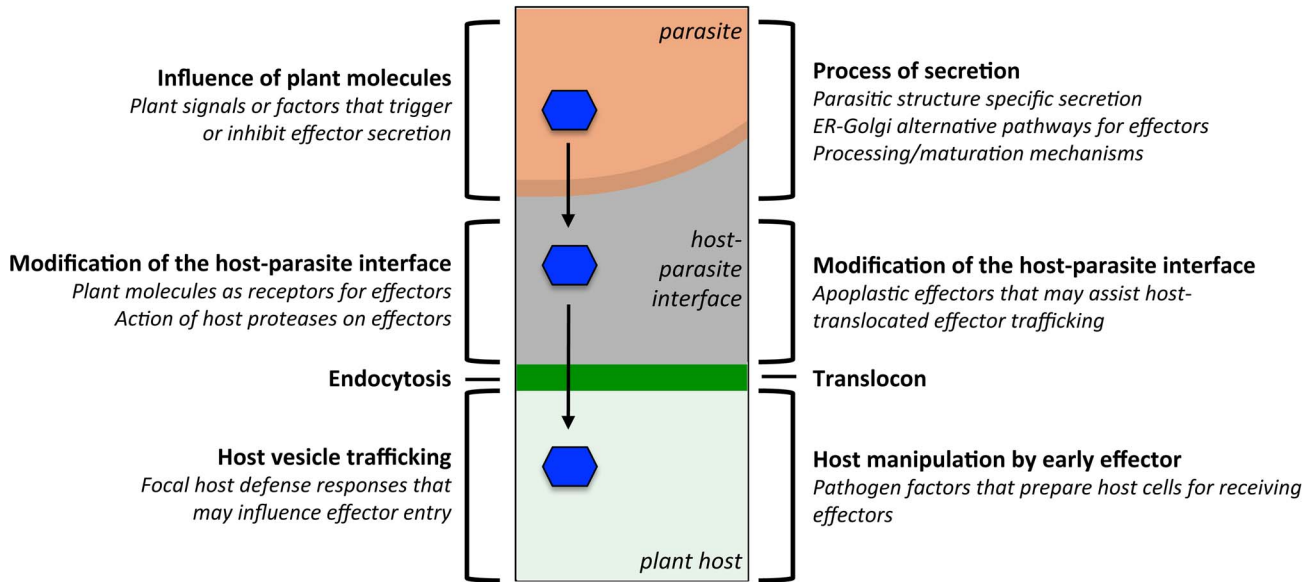 parasite
Influence of plant molecules
Plant signals or factors that trigger
or inhibit effector secretion
Process of secretion
Parasitic structure specific secretion
ER-Golgi alternative pathways for effectors
Processing/maturation mechanisms
host-
parasite
interface
Modification of the host-parasite interface
Plant molecules as receptors for effectors
Action of host proteases on effectors
Modification of the host-parasite interface
Apoplastic effectors that may assist host-
translocated effector trafficking
Endocytosis
Translocon
Host vesicle trafficking
Focal host defense responses that
may influence effector entry
Host manipulation by early effector
Pathogen factors that prepare host cells for receiving
effectors
plant host